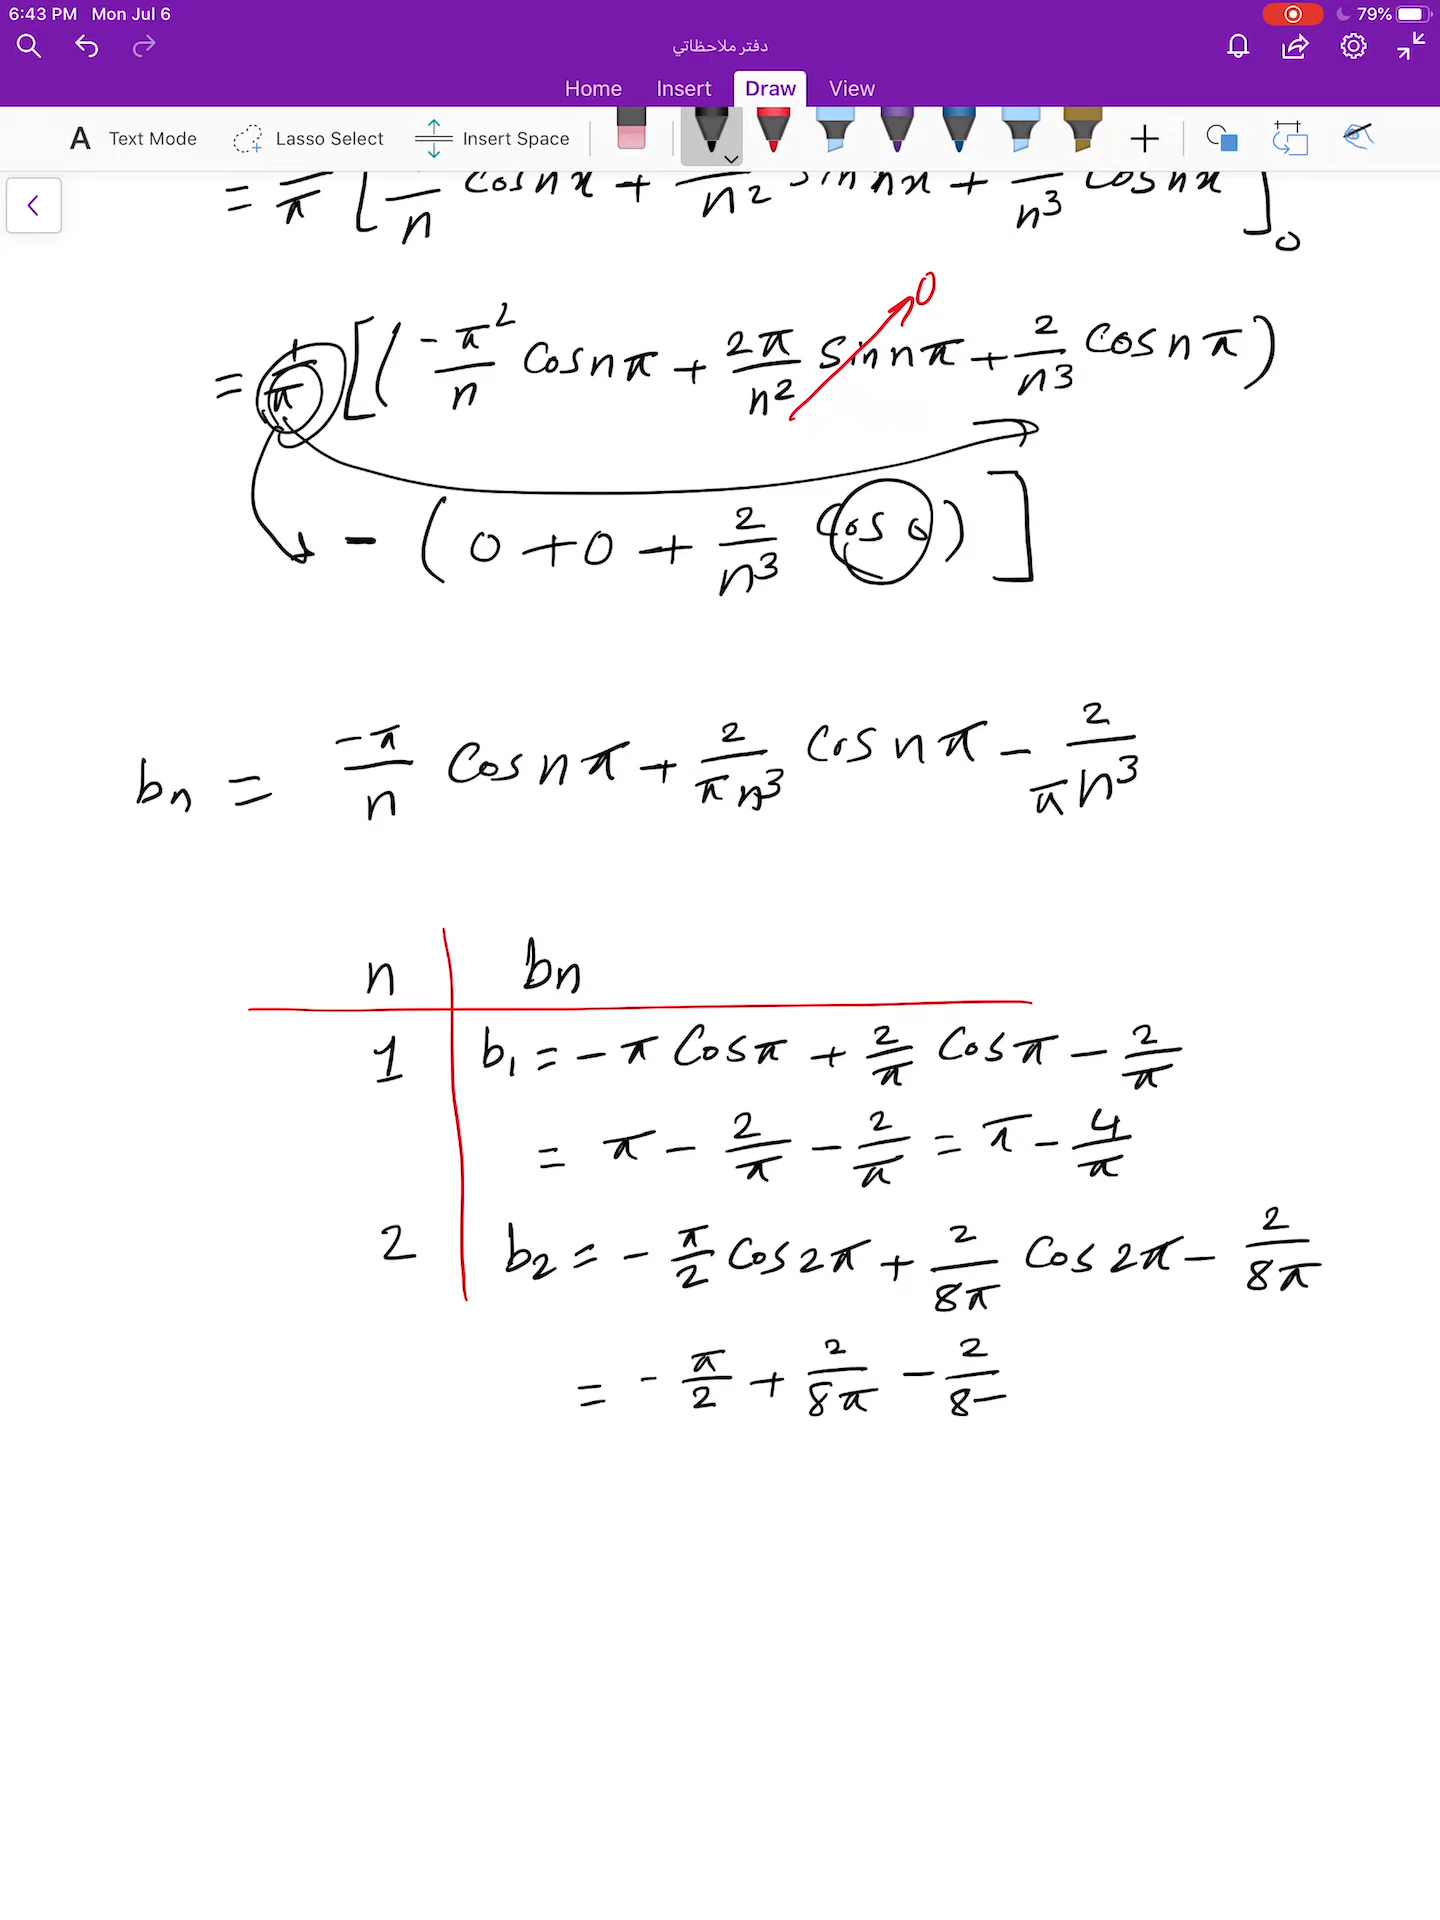 6:43 PM Mon Jul 6 79%
دفتر ملاحظاتي
Home Insert Draw View
A Text Mode Lasso Select Insert Space
= 1/π [ /n cos nx + /n² sin nx + /n³ cos nx ]₀
= 1/π [( -π²/n cos nπ + 2π/n² sin nπ + 2/n³ cos nπ ) 0
- ( 0 + 0 + 2/n³ cos 0 ) ]
bn = -π/n cos nπ + 2/πn³ cos nπ - 2/πn³
n bn
1 b₁ = -π cos π + 2/π cos π - 2/π
= π - 2/π - 2/π = π - 4/π
2 b2 = - π/2 cos 2π + 2/8π cos 2π - 2/8π
= - π/2 + 2/8π - 2/8